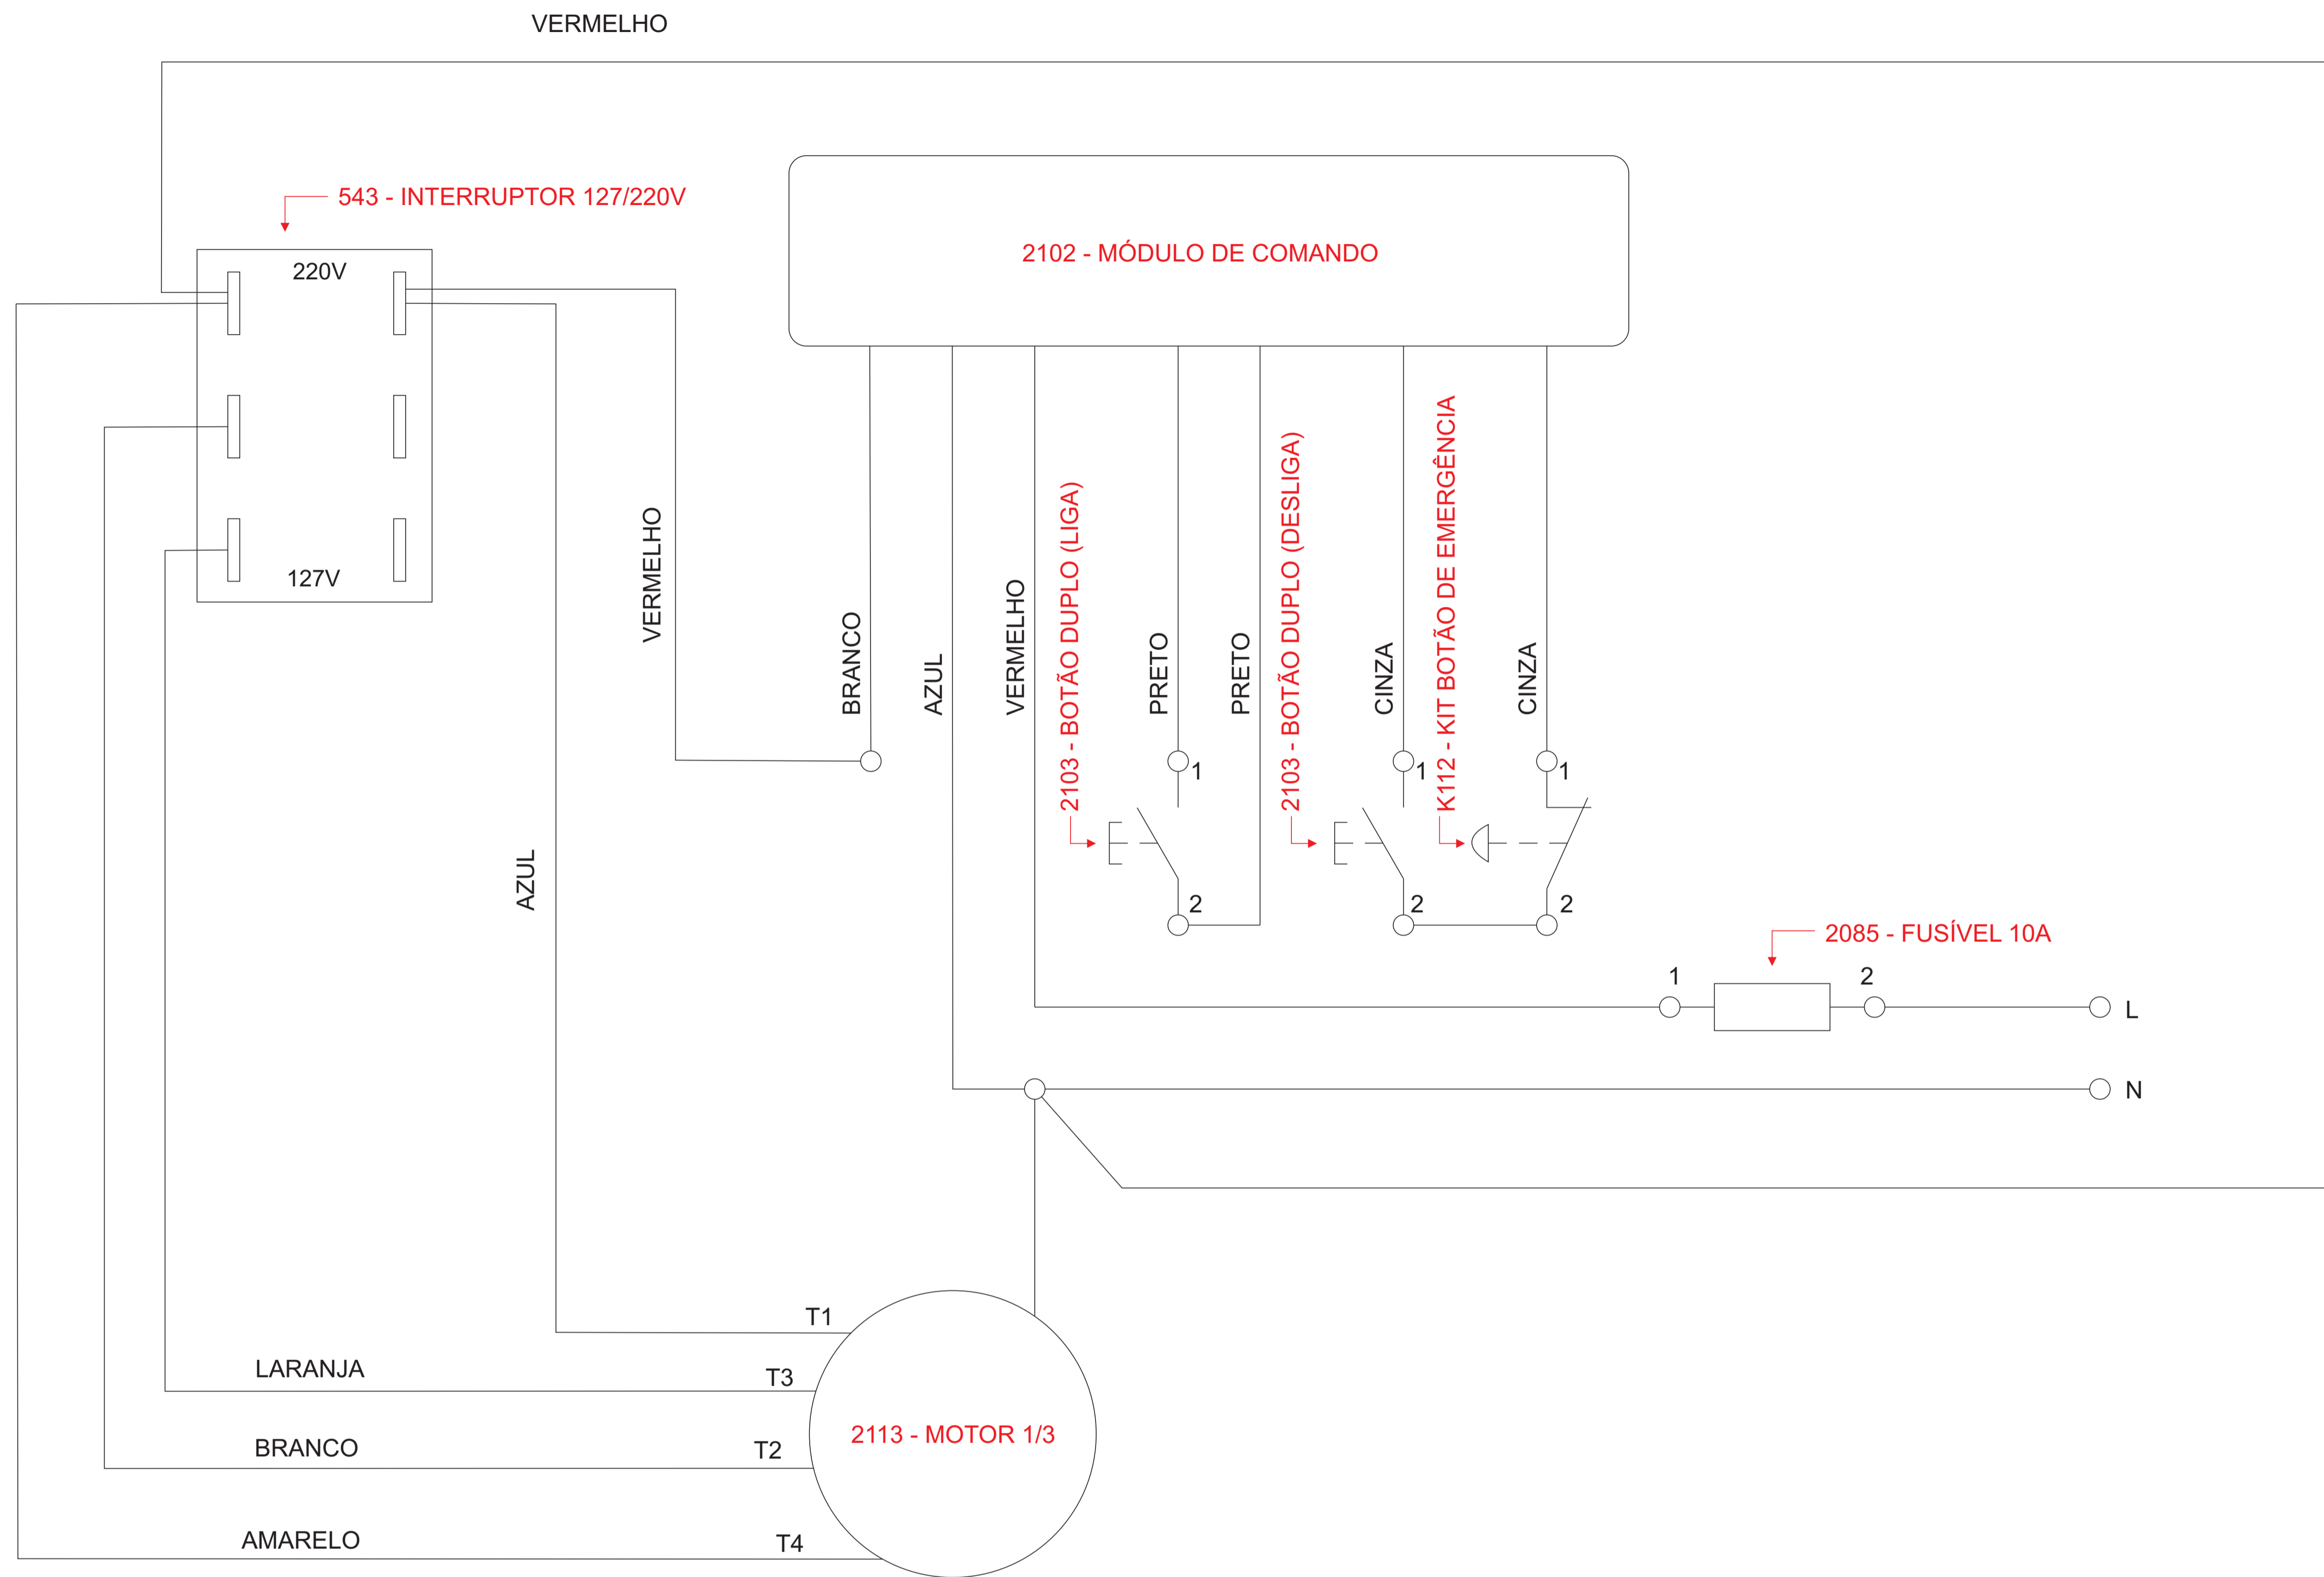 VERMELHO
543 - INTERRUPTOR 127/220V
220V
127V
2102 - MÓDULO DE COMANDO
VERMELHO
AZUL
BRANCO
AZUL
VERMELHO
2103 - BOTÃO DUPLO (LIGA)
PRETO
PRETO
2103 - BOTÃO DUPLO (DESLIGA)
CINZA
K112 - KIT BOTÃO DE EMERGÊNCIA
CINZA
1
1
1
2
2
2
2085 - FUSÍVEL 10A
1
2
L
N
T1
LARANJA
T3
2113 - MOTOR 1/3
BRANCO
T2
AMARELO
T4